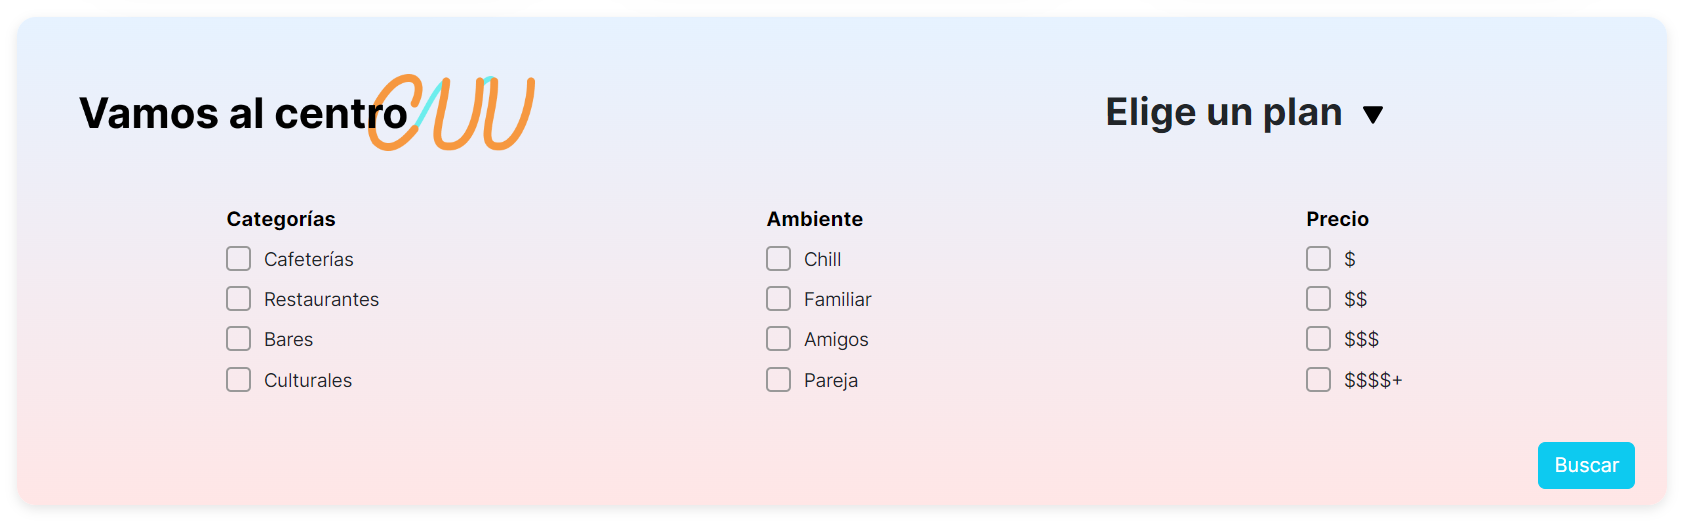 Vamos al centro CUU
Elige un plan
Categorías
Cafeterías
Restaurantes
Bares
Culturales
Ambiente
Chill
Familiar
Amigos
Pareja
Precio
$
$$
$$$
$$$$+
Buscar